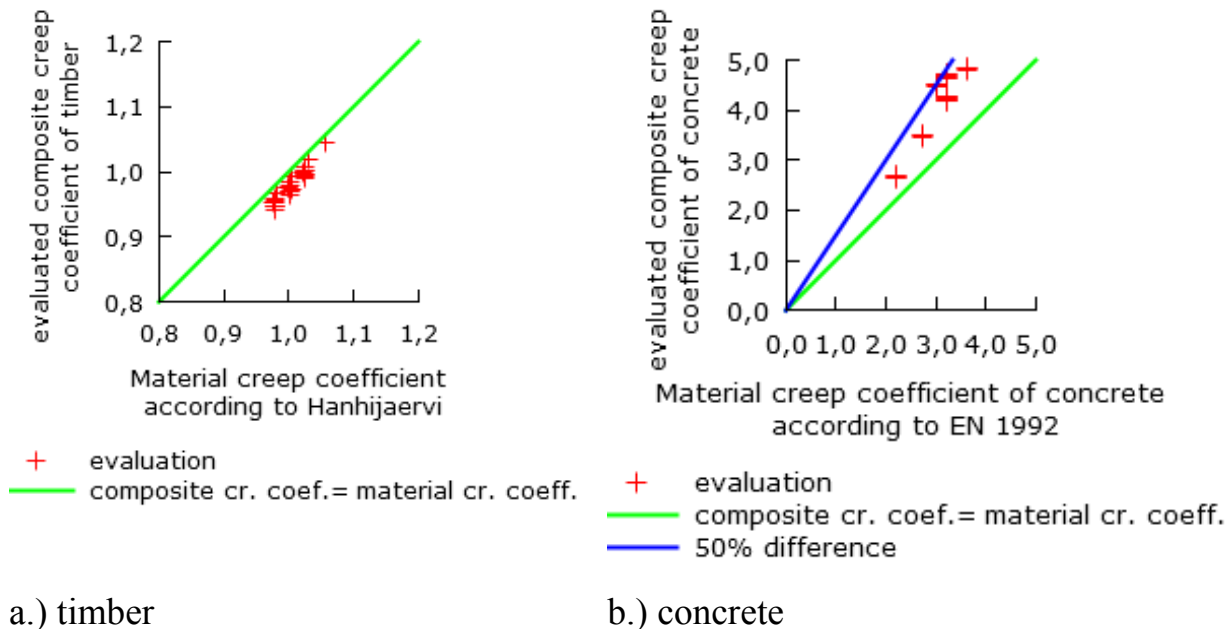 evaluated composite creep
coefficient of timber
1,2
1,1
1,0
0,9
0,8
0,8 0,9 1,0 1,1 1,2
Material creep coefficient
according to Hanhijaervi
+ evaluation
composite cr. coef.= material cr. coeff.
a.) timber
evaluated composite creep
coefficient of concrete
5,0
4,0
3,0
2,0
1,0
0,0
0,0 1,0 2,0 3,0 4,0 5,0
Material creep coefficient of concrete
according to EN 1992
+ evaluation
composite cr. coef.= material cr. coeff.
50% difference
b.) concrete